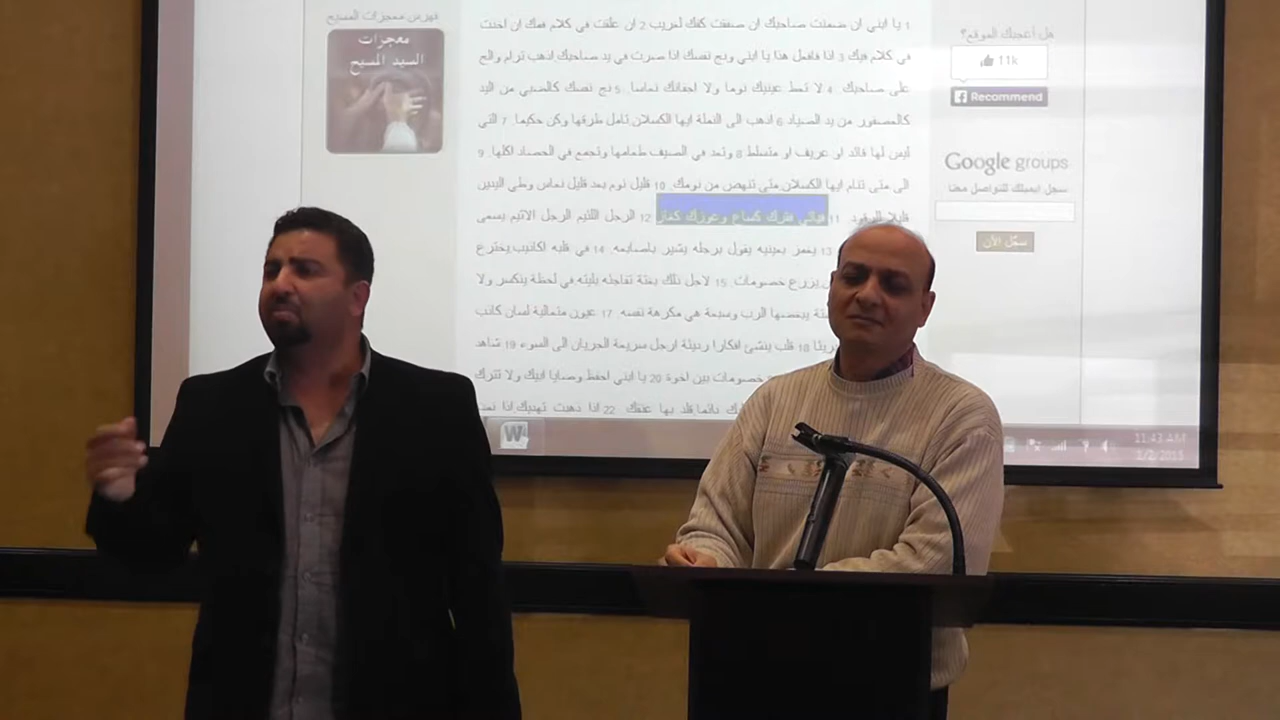 فهرس معجزات المسيح
معجزات
السيد المسيح
1 يا ابني ان ضمنت صاحبك ان صفقت كفك لغريب 2 ان علقت في كلام فمك ان اخذت
في كلام فيك 3 اذا فافعل هذا يا ابني ونج نفسك اذا صرت في يد صاحبك اذهب ترام والح
على صاحبك 4 لا تعط عينيك نوما ولا اجفانك نعاسا 5 نج نفسك كالظبي من اليد
كالعصفور من يد الصياد 6 اذهب الى النملة ايها الكسلان تامل طرقها وكن حكيما 7 التي
ليس لها قائد او عريف او متسلط 8 وتعد في الصيف طعامها وتجمع في الحصاد اكلها 9
الى متى تنام ايها الكسلان متى تنهض من نومك 10 قليل نوم بعد قليل نعاس وطي اليدين
قليلا للرقود 11 فياتي فقرك كساع وعوزك كغاز 12 الرجل اللئيم الرجل الاثيم يسعى
13 يغمز بعينيه يقول برجله يشير باصابعه 14 في قلبه اكاذيب يخترع
يزرع خصومات 15 لاجل ذلك بغتة تفاجئه بليته في لحظة ينكسر ولا
يبغضها الرب وسبعة هي مكرهة نفسه 17 عيون متعالية لسان كاذب
18 قلب ينشئ افكارا رديئة ارجل سريعة الجريان الى السوء 19 شاهد
خصومات بين اخوة 20 يا ابني احفظ وصايا ابيك ولا تترك
دائما قلد بها عنقك 22 اذا ذهبت تهديك اذا نمت
هل أعجبك الموقع؟
11k
Recommend
Google groups
سجل ايميلك للتواصل معنا
سجّل الآن
W
11:43 AM
1/2/2015